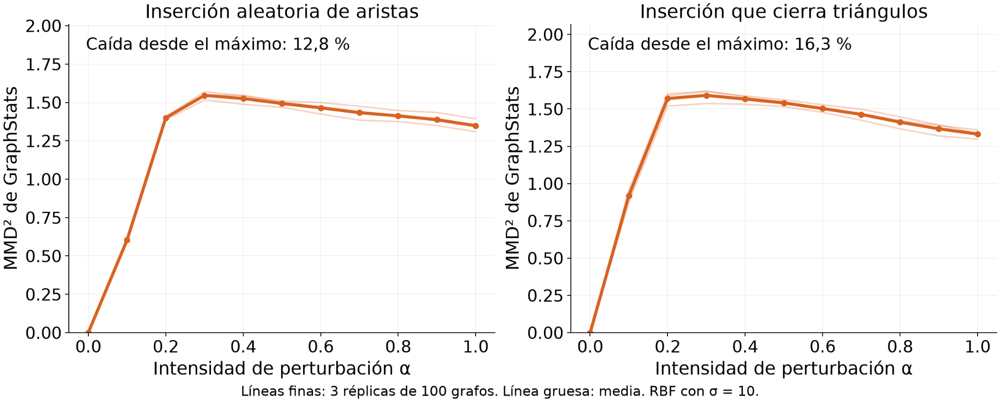 Inserción aleatoria de aristas
Caída desde el máximo: 12,8 %
MMD² de GraphStats
2.00
1.75
1.50
1.25
1.00
0.75
0.50
0.25
0.00
0.0 0.2 0.4 0.6 0.8 1.0
Intensidad de perturbación α
Inserción que cierra triángulos
Caída desde el máximo: 16,3 %
MMD² de GraphStats
2.00
1.75
1.50
1.25
1.00
0.75
0.50
0.25
0.00
0.0 0.2 0.4 0.6 0.8 1.0
Intensidad de perturbación α
Líneas finas: 3 réplicas de 100 grafos. Línea gruesa: media. RBF con σ = 10.